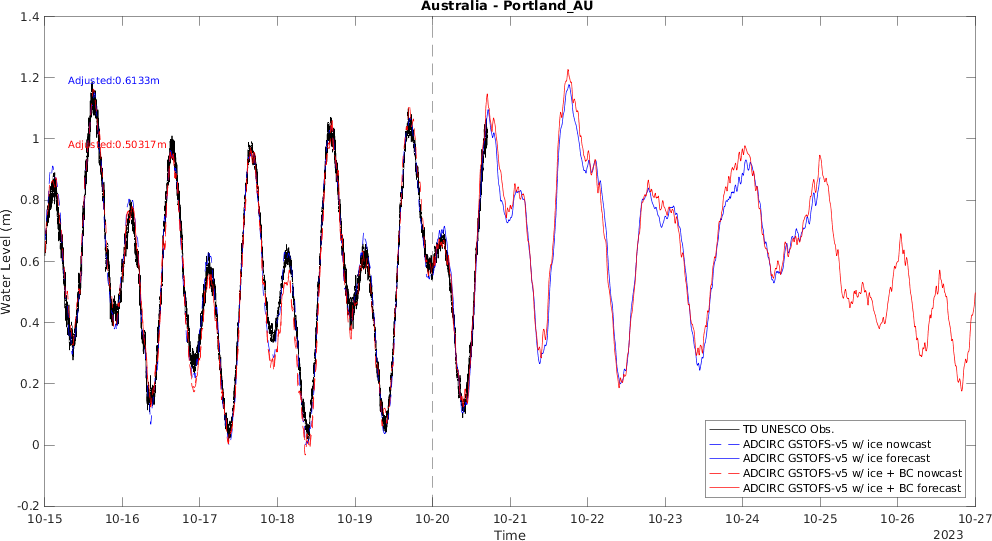 Australia - Portland_AU
1.4
1.2
1
0.8
0.6
0.4
0.2
0
-0.2
Water Level (m)
Adjusted:0.6133m
Adjusted:0.50317m
TD UNESCO Obs.
ADCIRC GSTOFS-v5 w/ ice nowcast
ADCIRC GSTOFS-v5 w/ ice forecast
ADCIRC GSTOFS-v5 w/ ice + BC nowcast
ADCIRC GSTOFS-v5 w/ ice + BC forecast
10-15 10-16 10-17 10-18 10-19 10-20 10-21 10-22 10-23 10-24 10-25 10-26 10-27
Time
2023